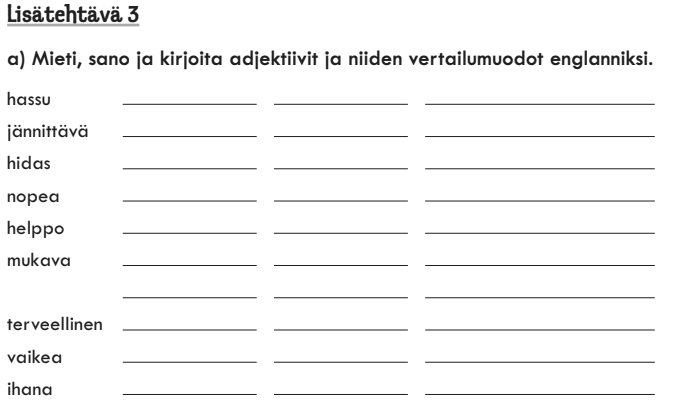 Lisätehtävä 3
a) Mieti, sano ja kirjoita adjektiivit ja niiden vertailumuodot englanniksi.
hassu
jännittävä
hidas
nopea
helppo
mukava
terveellinen
vaikea
ihana